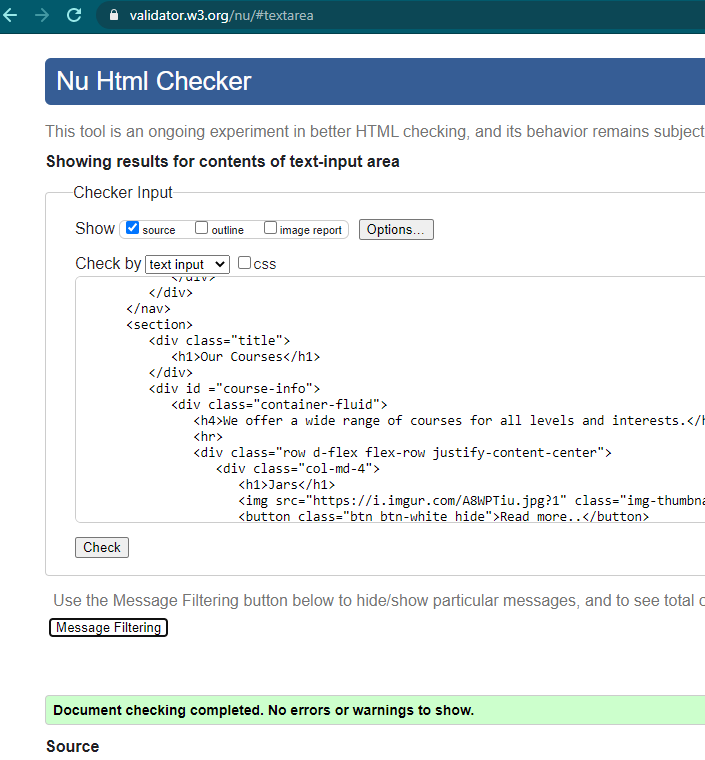 validator.w3.org/nu/#textarea
Nu Html Checker
This tool is an ongoing experiment in better HTML checking, and its behavior remains subject
Showing results for contents of text-input area
Checker Input
Show source outline image report Options...
Check by text input css
</div>
</div>
</nav>
<section>
<div class="title">
<h1>Our Courses</h1>
</div>
<div id ="course-info">
<div class="container-fluid">
<h4>We offer a wide range of courses for all levels and interests.</h
<hr>
<div class="row d-flex flex-row justify-content-center">
<div class="col-md-4">
<h1>Jars</h1>
<img src="https://i.imgur.com/A8WPTiu.jpg?1" class="img-thumbna
<button class="btn btn-white hide">Read more..</button>
Check
Use the Message Filtering button below to hide/show particular messages, and to see total
Message Filtering
Document checking completed. No errors or warnings to show.
Source